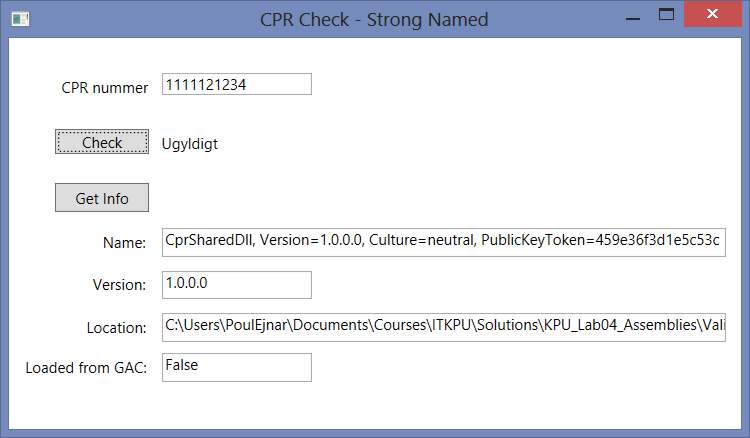 CPR Check - Strong Named
CPR nummer 1111121234
Check Ugyldigt
Get Info
Name: CprSharedDll, Version=1.0.0.0, Culture=neutral, PublicKeyToken=459e36f3d1e5c53c
Version: 1.0.0.0
Location: C:\Users\PoulEjnar\Documents\Courses\ITKPU\Solutions\KPU_Lab04_Assemblies\Vali
Loaded from GAC: False